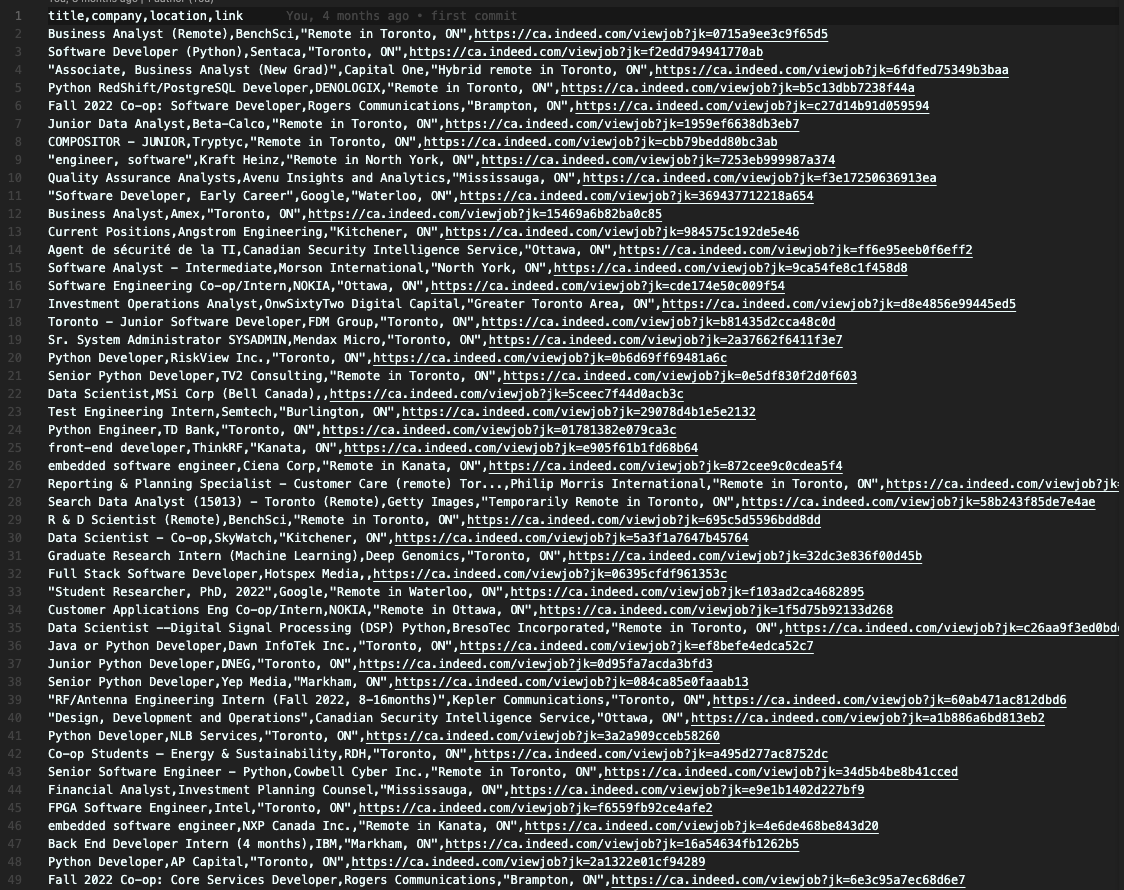 You, 3 months ago | 1 author (You)
1 title,company,location,link You, 4 months ago • first commit
2 Business Analyst (Remote),BenchSci,"Remote in Toronto, ON",https://ca.indeed.com/viewjob?jk=0715a9ee3c9f65d5
3 Software Developer (Python),Sentaca,"Toronto, ON",https://ca.indeed.com/viewjob?jk=f2edd794941770ab
4 "Associate, Business Analyst (New Grad)",Capital One,"Hybrid remote in Toronto, ON",https://ca.indeed.com/viewjob?jk=6fdfed75349b3baa
5 Python RedShift/PostgreSQL Developer,DENOLOGIX,"Remote in Toronto, ON",https://ca.indeed.com/viewjob?jk=b5c13dbb7238f44a
6 Fall 2022 Co-op: Software Developer,Rogers Communications,"Brampton, ON",https://ca.indeed.com/viewjob?jk=c27d14b91d059594
7 Junior Data Analyst,Beta-Calco,"Remote in Toronto, ON",https://ca.indeed.com/viewjob?jk=1959ef6638db3eb7
8 COMPOSITOR – JUNIOR,Tryptyc,"Remote in Toronto, ON",https://ca.indeed.com/viewjob?jk=cbb79bedd80bc3ab
9 "engineer, software",Kraft Heinz,"Remote in North York, ON",https://ca.indeed.com/viewjob?jk=7253eb999987a374
10 Quality Assurance Analysts,Avenu Insights and Analytics,"Mississauga, ON",https://ca.indeed.com/viewjob?jk=f3e17250636913ea
11 "Software Developer, Early Career",Google,"Waterloo, ON",https://ca.indeed.com/viewjob?jk=369437712218a654
12 Business Analyst,Amex,"Toronto, ON",https://ca.indeed.com/viewjob?jk=15469a6b82ba0c85
13 Current Positions,Angstrom Engineering,"Kitchener, ON",https://ca.indeed.com/viewjob?jk=984575c192de5e46
14 Agent de sécurité de la TI,Canadian Security Intelligence Service,"Ottawa, ON",https://ca.indeed.com/viewjob?jk=ff6e95eeb0f6eff2
15 Software Analyst – Intermediate,Morson International,"North York, ON",https://ca.indeed.com/viewjob?jk=9ca54fe8c1f458d8
16 Software Engineering Co-op/Intern,NOKIA,"Ottawa, ON",https://ca.indeed.com/viewjob?jk=cde174e50c009f54
17 Investment Operations Analyst,OnwSixtyTwo Digital Capital,"Greater Toronto Area, ON",https://ca.indeed.com/viewjob?jk=d8e4856e99445ed5
18 Toronto – Junior Software Developer,FDM Group,"Toronto, ON",https://ca.indeed.com/viewjob?jk=b81435d2cca48c0d
19 Sr. System Administrator SYSADMIN,Mendax Micro,"Toronto, ON",https://ca.indeed.com/viewjob?jk=2a37662f6411f3e7
20 Python Developer,RiskView Inc.,"Toronto, ON",https://ca.indeed.com/viewjob?jk=0b6d69ff69481a6c
21 Senior Python Developer,TV2 Consulting,"Remote in Toronto, ON",https://ca.indeed.com/viewjob?jk=0e5df830f2d0f603
22 Data Scientist,MSi Corp (Bell Canada),,https://ca.indeed.com/viewjob?jk=5ceec7f44d0acb3c
23 Test Engineering Intern,Semtech,"Burlington, ON",https://ca.indeed.com/viewjob?jk=29078d4b1e5e2132
24 Python Engineer,TD Bank,"Toronto, ON",https://ca.indeed.com/viewjob?jk=01781382e079ca3c
25 front-end developer,ThinkRF,"Kanata, ON",https://ca.indeed.com/viewjob?jk=e905f61b1fd68b64
26 embedded software engineer,Ciena Corp,"Remote in Kanata, ON",https://ca.indeed.com/viewjob?jk=872cee9c0cdea5f4
27 Reporting & Planning Specialist – Customer Care (remote) Tor...,Philip Morris International,"Remote in Toronto, ON",https://ca.indeed.com/viewjob?jk=
28 Search Data Analyst (15013) – Toronto (Remote),Getty Images,"Temporarily Remote in Toronto, ON",https://ca.indeed.com/viewjob?jk=58b243f85de7e4ae
29 R & D Scientist (Remote),BenchSci,"Remote in Toronto, ON",https://ca.indeed.com/viewjob?jk=695c5d5596bdd8dd
30 Data Scientist – Co-op,SkyWatch,"Kitchener, ON",https://ca.indeed.com/viewjob?jk=5a3f1a7647b45764
31 Graduate Research Intern (Machine Learning),Deep Genomics,"Toronto, ON",https://ca.indeed.com/viewjob?jk=32dc3e836f00d45b
32 Full Stack Software Developer,Hotspex Media,,https://ca.indeed.com/viewjob?jk=06395cfdf961353c
33 "Student Researcher, PhD, 2022",Google,"Remote in Waterloo, ON",https://ca.indeed.com/viewjob?jk=f103ad2ca4682895
34 Customer Applications Eng Co-op/Intern,NOKIA,"Remote in Ottawa, ON",https://ca.indeed.com/viewjob?jk=1f5d75b92133d268
35 Data Scientist --Digital Signal Processing (DSP) Python,BresoTec Incorporated,"Remote in Toronto, ON",https://ca.indeed.com/viewjob?jk=c26aa9f3ed0bd
36 Java or Python Developer,Dawn InfoTek Inc.,"Toronto, ON",https://ca.indeed.com/viewjob?jk=ef8befe4edca52c7
37 Junior Python Developer,DNEG,"Toronto, ON",https://ca.indeed.com/viewjob?jk=0d95fa7acda3bfd3
38 Senior Python Developer,Yep Media,"Markham, ON",https://ca.indeed.com/viewjob?jk=084ca85e0faaab13
39 "RF/Antenna Engineering Intern (Fall 2022, 8-16months)",Kepler Communications,"Toronto, ON",https://ca.indeed.com/viewjob?jk=60ab471ac812dbd6
40 "Design, Development and Operations",Canadian Security Intelligence Service,"Ottawa, ON",https://ca.indeed.com/viewjob?jk=a1b886a6bd813eb2
41 Python Developer,NLB Services,"Toronto, ON",https://ca.indeed.com/viewjob?jk=3a2a909cceb58260
42 Co-op Students – Energy & Sustainability,RDH,"Toronto, ON",https://ca.indeed.com/viewjob?jk=a495d277ac8752dc
43 Senior Software Engineer – Python,Cowbell Cyber Inc.,"Remote in Toronto, ON",https://ca.indeed.com/viewjob?jk=34d5b4be8b41cced
44 Financial Analyst,Investment Planning Counsel,"Mississauga, ON",https://ca.indeed.com/viewjob?jk=e9e1b1402d227bf9
45 FPGA Software Engineer,Intel,"Toronto, ON",https://ca.indeed.com/viewjob?jk=f6559fb92ce4afe2
46 embedded software engineer,NXP Canada Inc.,"Remote in Kanata, ON",https://ca.indeed.com/viewjob?jk=4e6de468be843d20
47 Back End Developer Intern (4 months),IBM,"Markham, ON",https://ca.indeed.com/viewjob?jk=16a54634fb1262b5
48 Python Developer,AP Capital,"Toronto, ON",https://ca.indeed.com/viewjob?jk=2a1322e01cf94289
49 Fall 2022 Co-op: Core Services Developer,Rogers Communications,"Brampton, ON",https://ca.indeed.com/viewjob?jk=6e3c95a7ec68d6e7